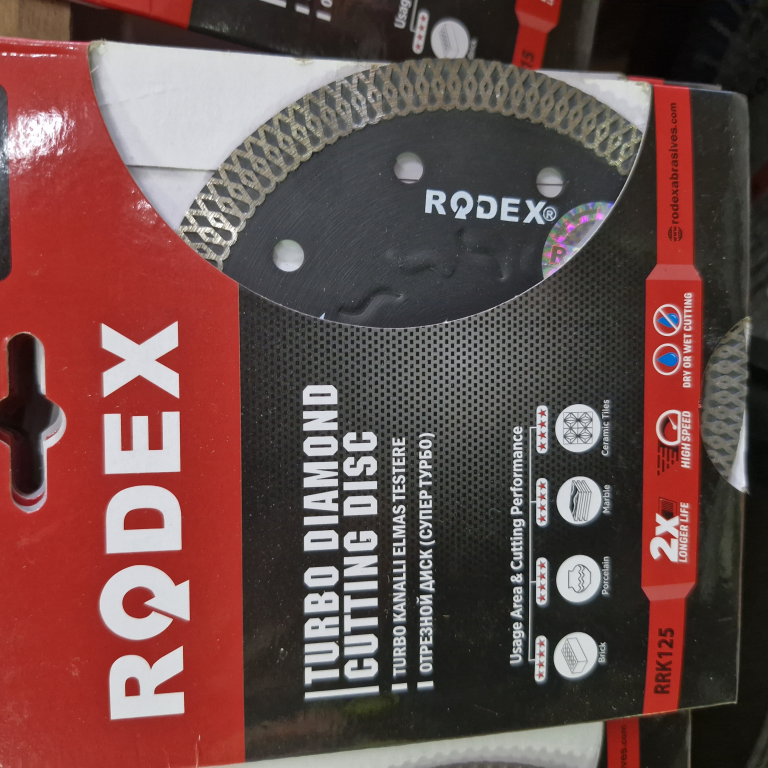 RODEX
RODEX®
R
www.rodexabrasives.com
TURBO DIAMOND
CUTTING DISC
TURBO KANALLI ELMAS TESTERE
ОТРЕЗНОЙ ДИСК (СУПЕР ТУРБО)
Usage Area & Cutting Performance
Brick
Porcelain
Marble
Ceramic Tiles
RRK125
2X
LONGER LIFE
HIGH SPEED
DRY OR WET CUTTING